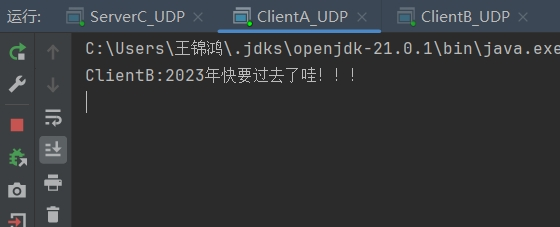 运行: ServerC_UDP ClientA_UDP ClientB_UDP
C:\Users\王锦鸿\.jdks\openjdk-21.0.1\bin\java.exe
ClientB:2023年快要过去了哇!!!